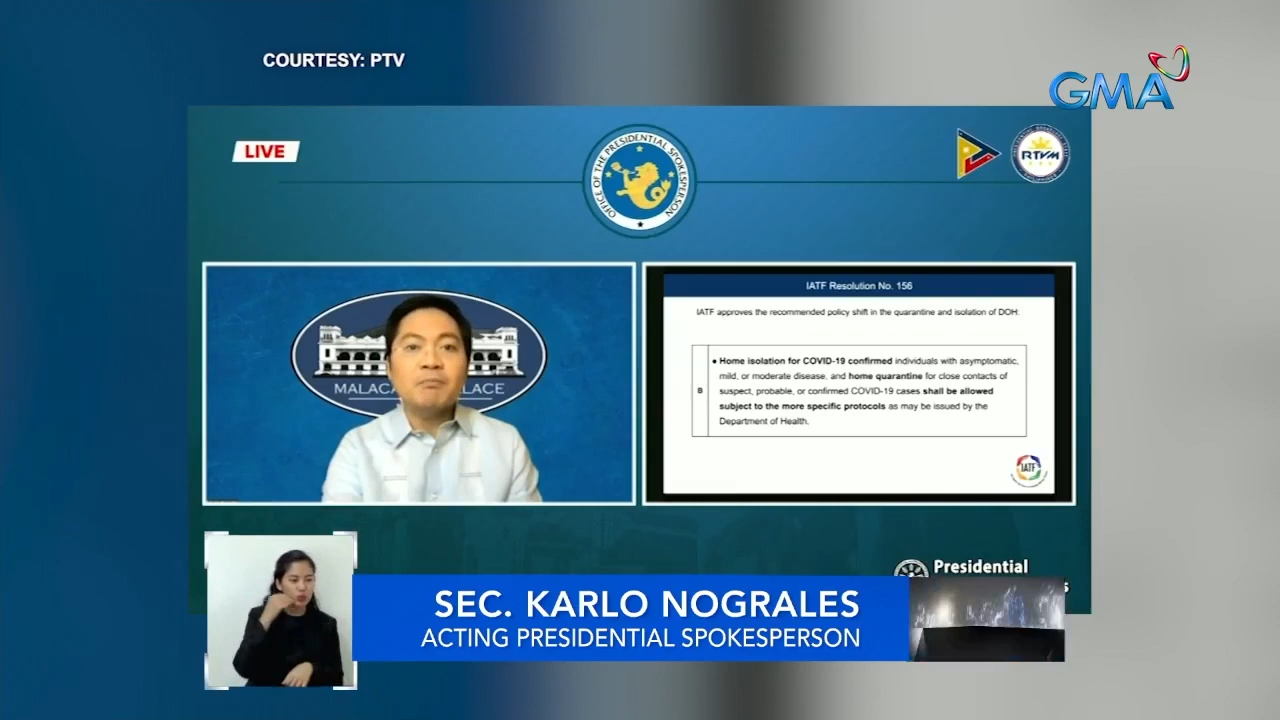 COURTESY: PTV
GMA
LIVE
OFFICE OF THE PRESIDENTIAL SPOKESPERSON
RTVM
MALACA LACE
IATF Resolution No. 156
IATF approves the recommended policy shift in the quarantine and isolation of DOH:
B
• Home isolation for COVID-19 confirmed individuals with asymptomatic,
mild, or moderate disease, and home quarantine for close contacts of
suspect, probable, or confirmed COVID-19 cases shall be allowed
subject to the more specific protocols as may be issued by the
Department of Health.
IATF
Presidential
SEC. KARLO NOGRALES
ACTING PRESIDENTIAL SPOKESPERSON